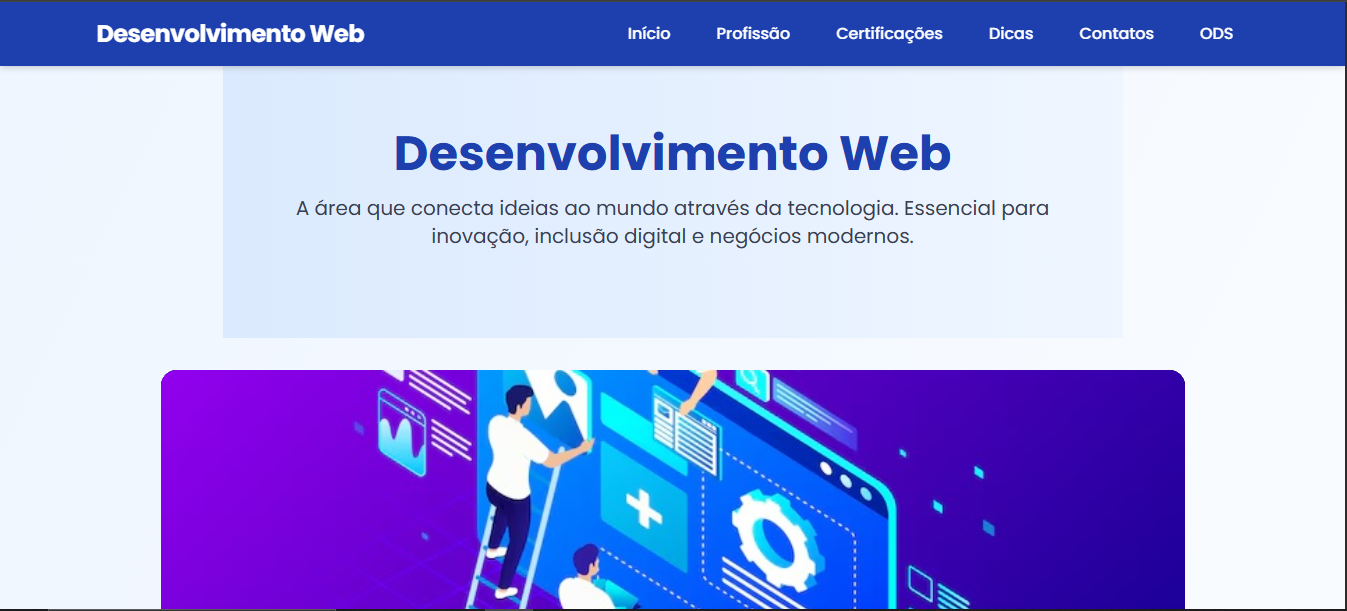 Desenvolvimento Web
Início Profissão Certificações Dicas Contatos ODS
Desenvolvimento Web
A área que conecta ideias ao mundo através da tecnologia. Essencial para
inovação, inclusão digital e negócios modernos.